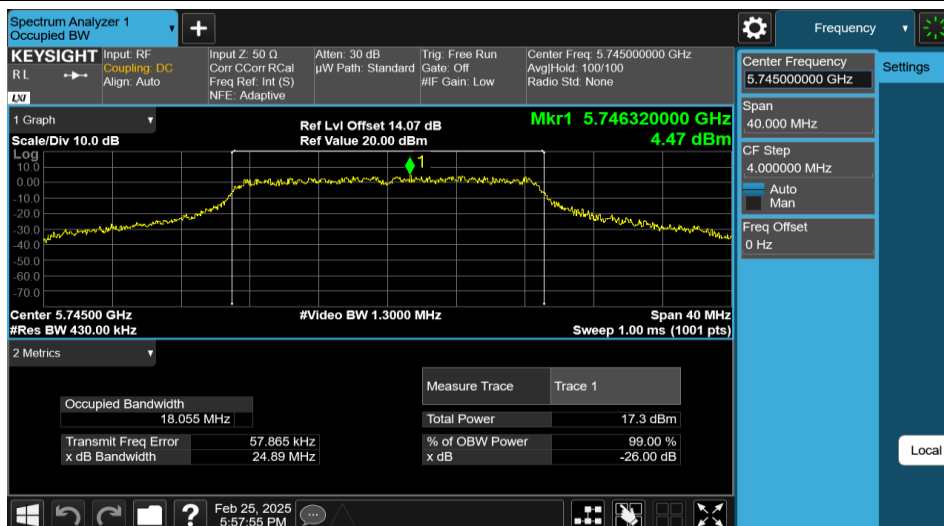 Spectrum Analyzer 1
Occupied BW
+
Frequency
KEYSIGHT
RL
LXI
Input: RF
Coupling: DC
Align: Auto
Input Z: 50 Ω
Corr CCorr RCal
Freq Ref: Int (S)
NFE: Adaptive
Atten: 30 dB
µW Path: Standard
Trig: Free Run
Gate: Off
#IF Gain: Low
Center Freq: 5.745000000 GHz
Avg|Hold: 100/100
Radio Std: None
Center Frequency
5.745000000 GHz
Settings
Span
40.000 MHz
CF Step
4.000000 MHz
Auto
Man
Freq Offset
0 Hz
Local
1 Graph
Scale/Div 10.0 dB
Ref Lvl Offset 14.07 dB
Ref Value 20.00 dBm
Mkr1 5.746320000 GHz
4.47 dBm
Log
1
10.0
0.00
-10.0
-20.0
-30.0
-40.0
-50.0
-60.0
-70.0
Center 5.74500 GHz
#Res BW 430.00 kHz
#Video BW 1.3000 MHz
Span 40 MHz
Sweep 1.00 ms (1001 pts)
2 Metrics
Measure Trace Trace 1
Occupied Bandwidth
18.055 MHz
Total Power 17.3 dBm
Transmit Freq Error 57.865 kHz
% of OBW Power 99.00 %
x dB Bandwidth 24.89 MHz
x dB -26.00 dB
?
Feb 25, 2025
5:57:55 PM